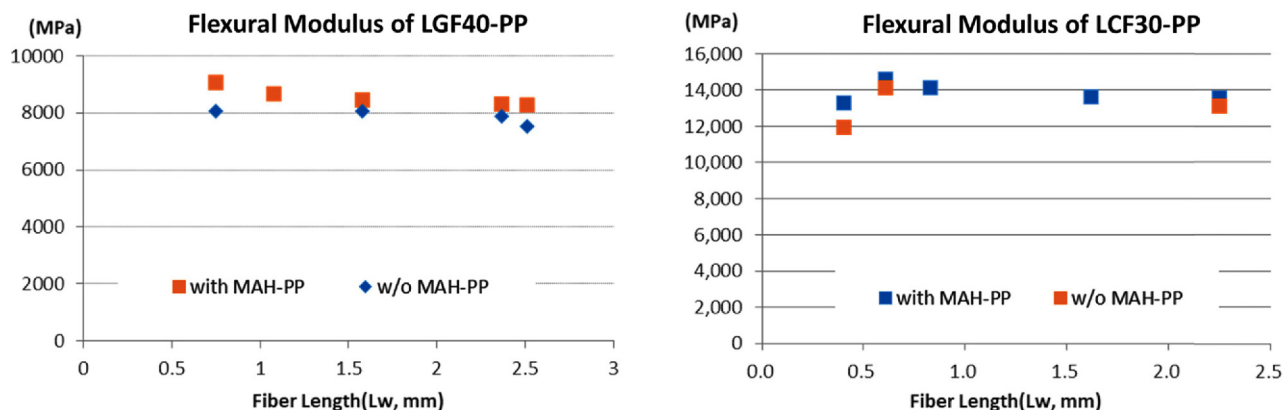 (MPa)
Flexural Modulus of LGF40-PP
10000
8000
6000
4000
2000
0
with MAH-PP
w/o MAH-PP
0
0.5
1
1.5
2
2.5
3
Fiber Length(Lw, mm)
(MPa)
Flexural Modulus of LCF30-PP
16,000
14,000
12,000
10,000
8,000
6,000
4,000
2,000
0
with MAH-PP
w/o MAH-PP
0.0
0.5
1.0
1.5
2.0
2.5
Fiber Length(Lw, mm)